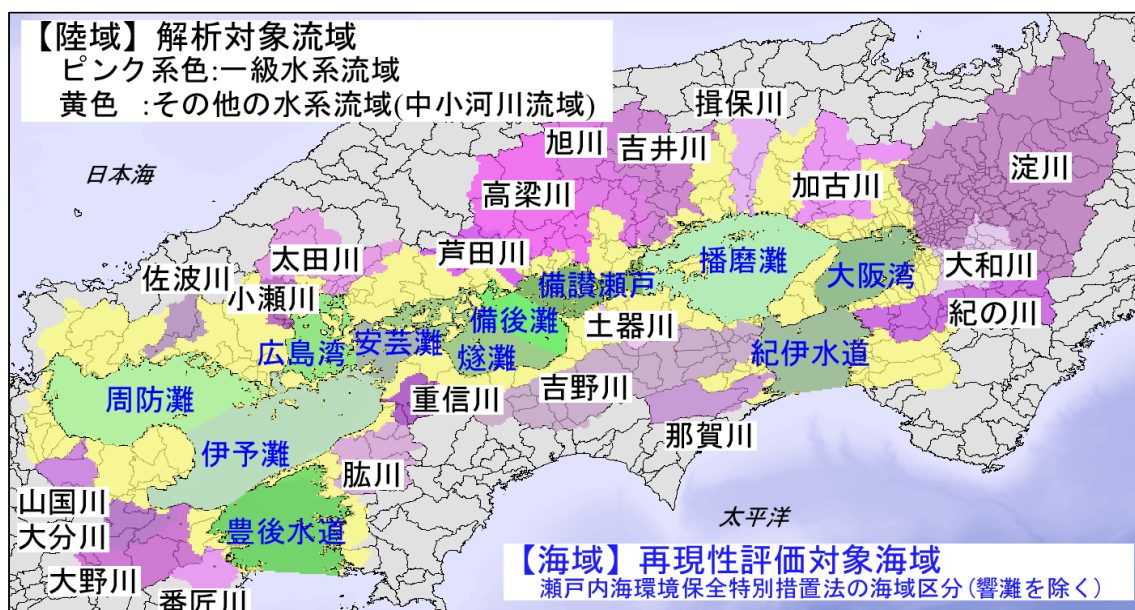 【陸域】解析対象流域
ピンク系色:一級水系流域
黄色 :その他の水系流域(中小河川流域)
日本海
揖保川
旭川
吉井川
淀川
高梁川
加古川
芦田川
太田川
播磨灘
佐波川
備讃瀬戸
大阪湾
大和川
小瀬川
備後灘
土器川
紀の川
広島湾
安芸灘
燧灘
紀伊水道
周防灘
重信川
吉野川
伊予灘
那賀川
肱川
山国川
大分川
豊後水道
太平洋
大野川
番匠川
【海域】再現性評価対象海域
瀬戸内海環境保全特別措置法の海域区分(響灘を除く)